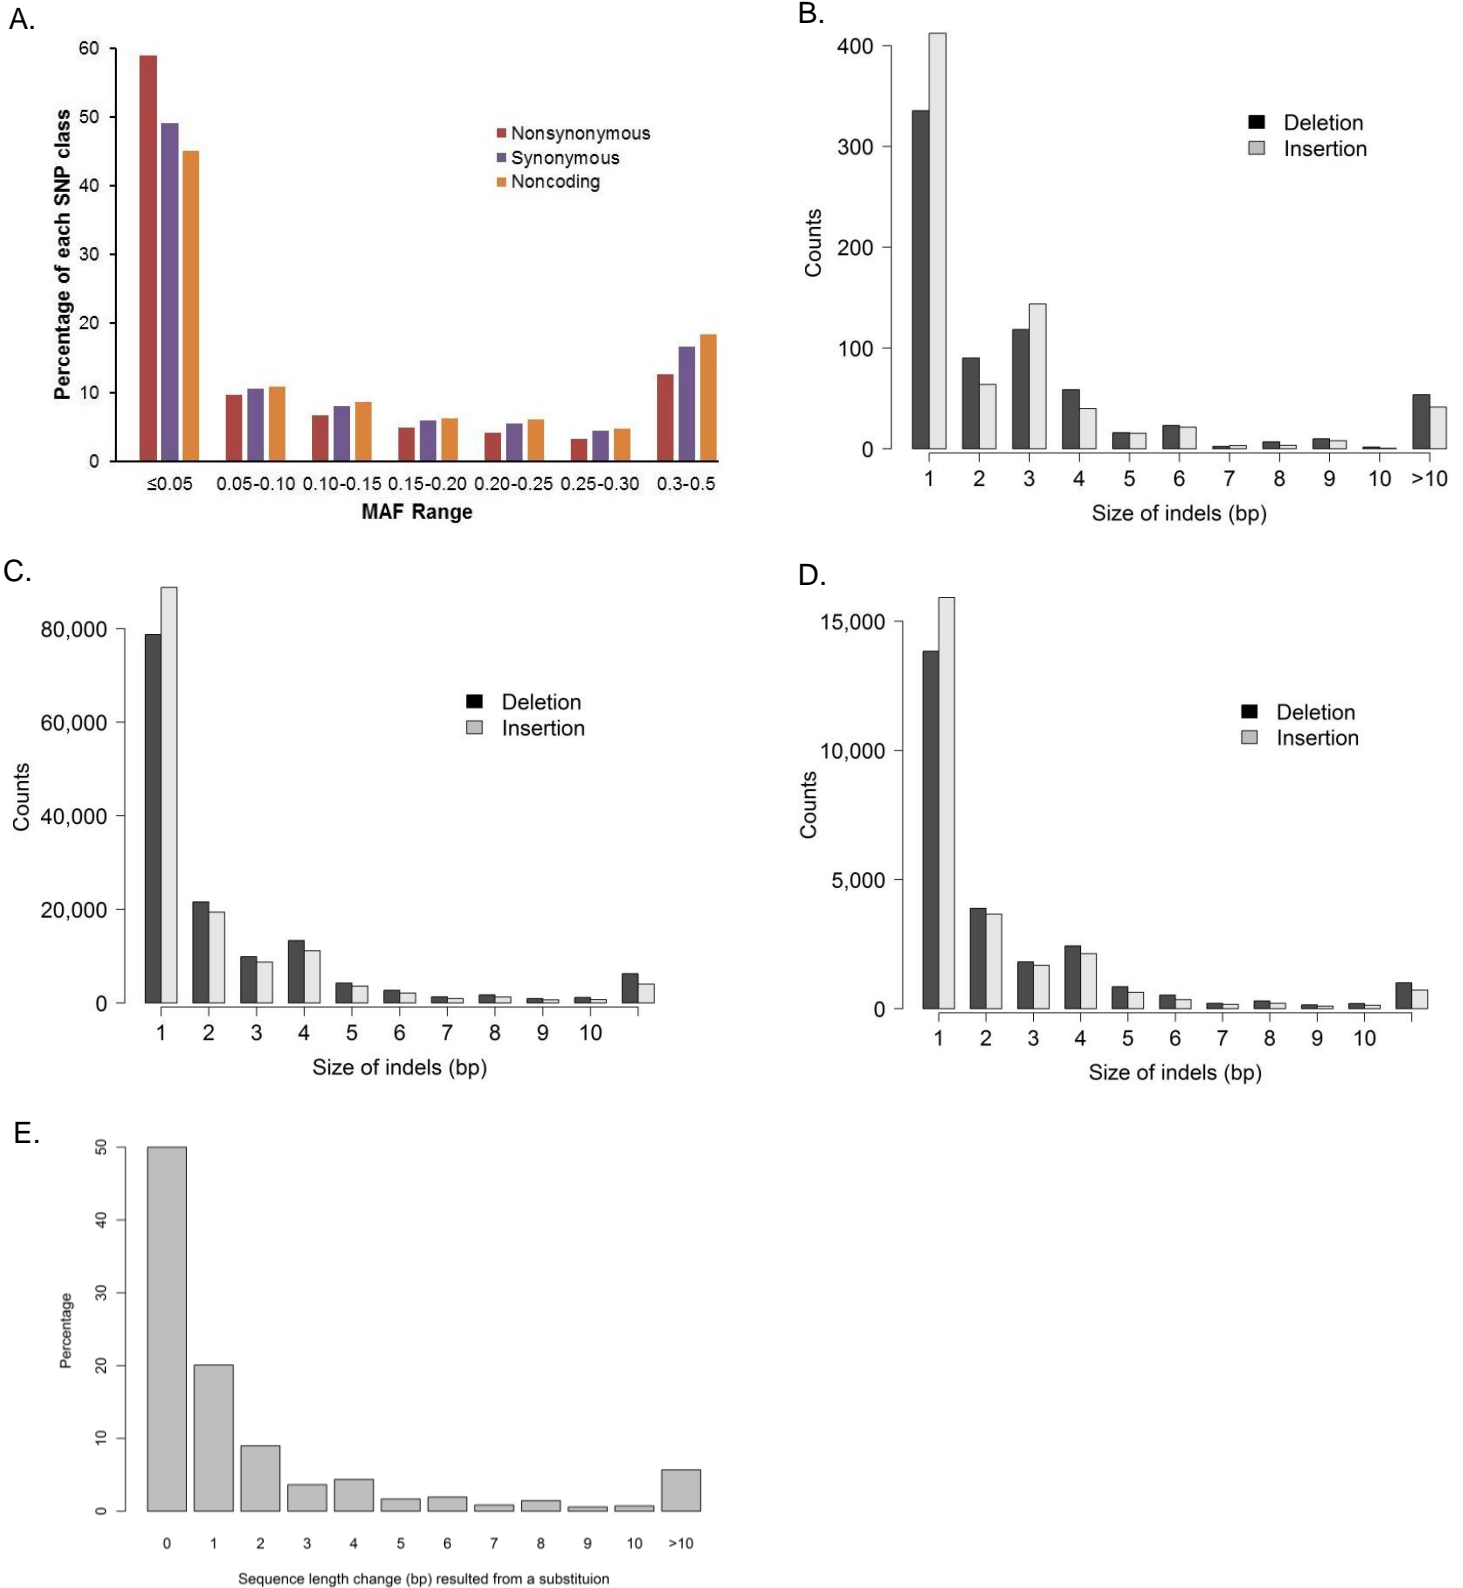 A.
60
50
40
30
20
10
0
Percentage of each SNP class
Nonsynonymous
Synonymous
Noncoding
≤0.05 0.05-0.10 0.10-0.15 0.15-0.20 0.20-0.25 0.25-0.30 0.3-0.5
MAF Range
B.
400
300
200
100
0
Counts
Deletion
Insertion
1 2 3 4 5 6 7 8 9 10 >10
Size of indels (bp)
C.
80,000
60,000
40,000
20,000
0
Counts
Deletion
Insertion
1 2 3 4 5 6 7 8 9 10
Size of indels (bp)
D.
15,000
10,000
5,000
0
Counts
Deletion
Insertion
1 2 3 4 5 6 7 8 9 10
Size of indels (bp)
E.
50
40
30
20
10
0
Percentage
0 1 2 3 4 5 6 7 8 9 10 >10
Sequence length change (bp) resulted from a substituion